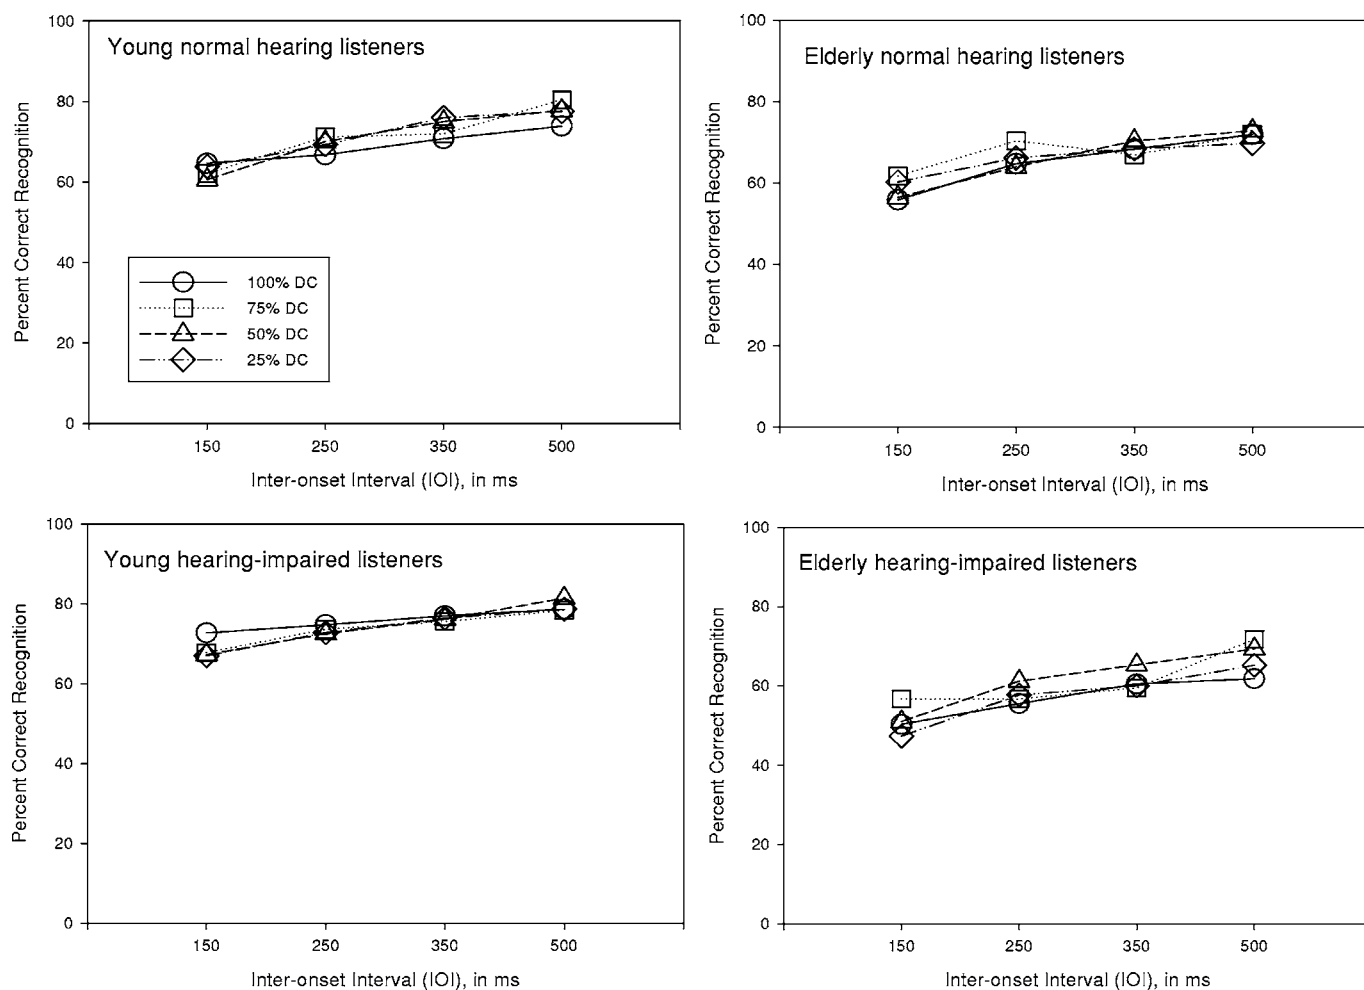 Young normal hearing listeners
Percent Correct Recognition
100
80
60
40
20
0
100% DC
75% DC
50% DC
25% DC
150 250 350 500
Inter-onset Interval (IOI), in ms
Elderly normal hearing listeners
Percent Correct Recognition
100
80
60
40
20
0
150 250 350 500
Inter-onset Interval (IOI), in ms
Young hearing-impaired listeners
Percent Correct Recognition
100
80
60
40
20
0
150 250 350 500
Inter-onset Interval (IOI), in ms
Elderly hearing-impaired listeners
Percent Correct Recognition
100
80
60
40
20
0
150 250 350 500
Inter-onset Interval (IOI), in ms